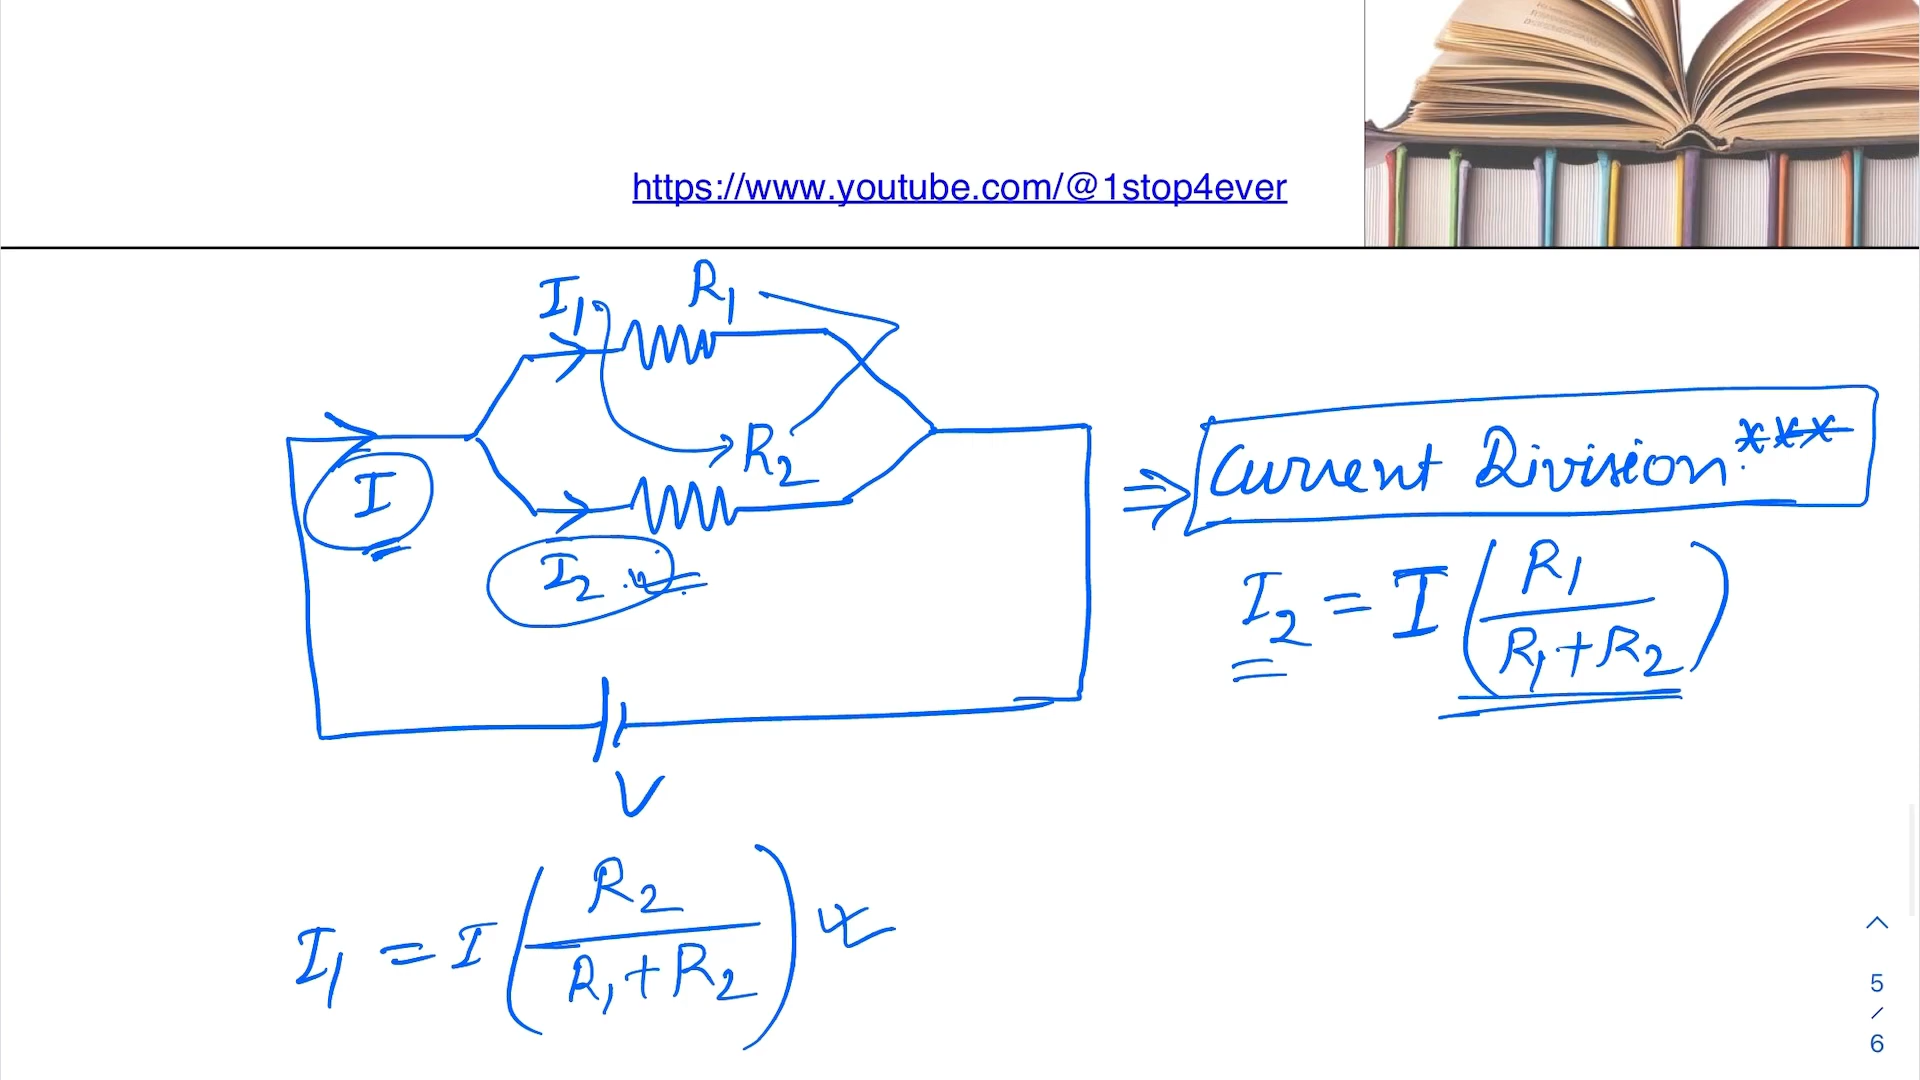 https://www.youtube.com/@1stop4ever
I1 R1
I
R2
I2
V
⇒ Current Division ***
I2 = I (R1 / R1 + R2)
I1 = I (R2 / R1 + R2)
5
/
6